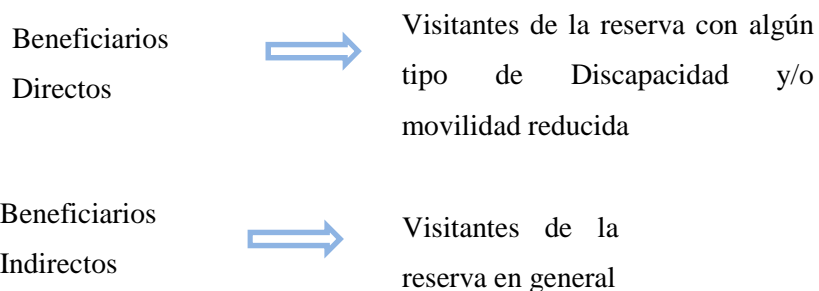 Beneficiarios
Directos
Visitantes de la reserva con algún
tipo de Discapacidad y/o
movilidad reducida
Beneficiarios
Indirectos
Visitantes de la
reserva en general